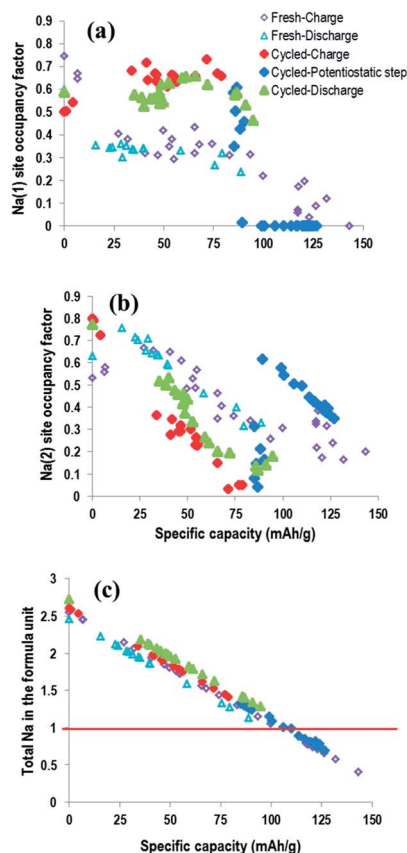 (a)
Fresh-Charge
Fresh-Discharge
Cycled-Charge
Cycled-Potentiostatic step
Cycled-Discharge
Na(1) site occupancy factor
0.9
0.8
0.7
0.6
0.5
0.4
0.3
0.2
0.1
0
0 25 50 75 100 125 150
(b)
Na(2) site occupancy factor
0.9
0.8
0.7
0.6
0.5
0.4
0.3
0.2
0.1
0
0 25 50 75 100 125 150
Specific capacity (mAh/g)
(c)
Total Na in the formula unit
3
2.5
2
1.5
1
0.5
0
0 25 50 75 100 125 150
Specific capacity (mAh/g)